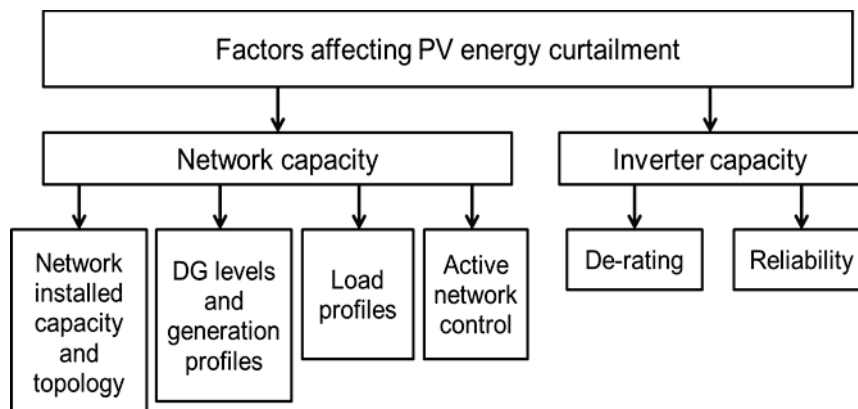 Factors affecting PV energy curtailment
Network capacity
Inverter capacity
Network
installed
capacity
and
topology
DG levels
and
generation
profiles
Load
profiles
Active
network
control
De-rating
Reliability